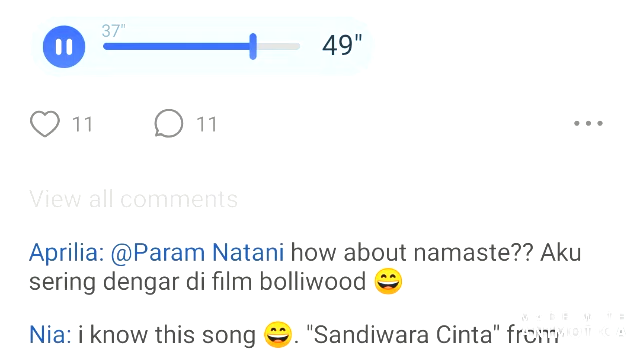 37"
49"
11
11
View all comments
Aprilia: @Param Natani how about namaste?? Aku
sering dengar di film bolliwood 😄
Nia: i know this song 😄. "Sandiwara Cinta" from